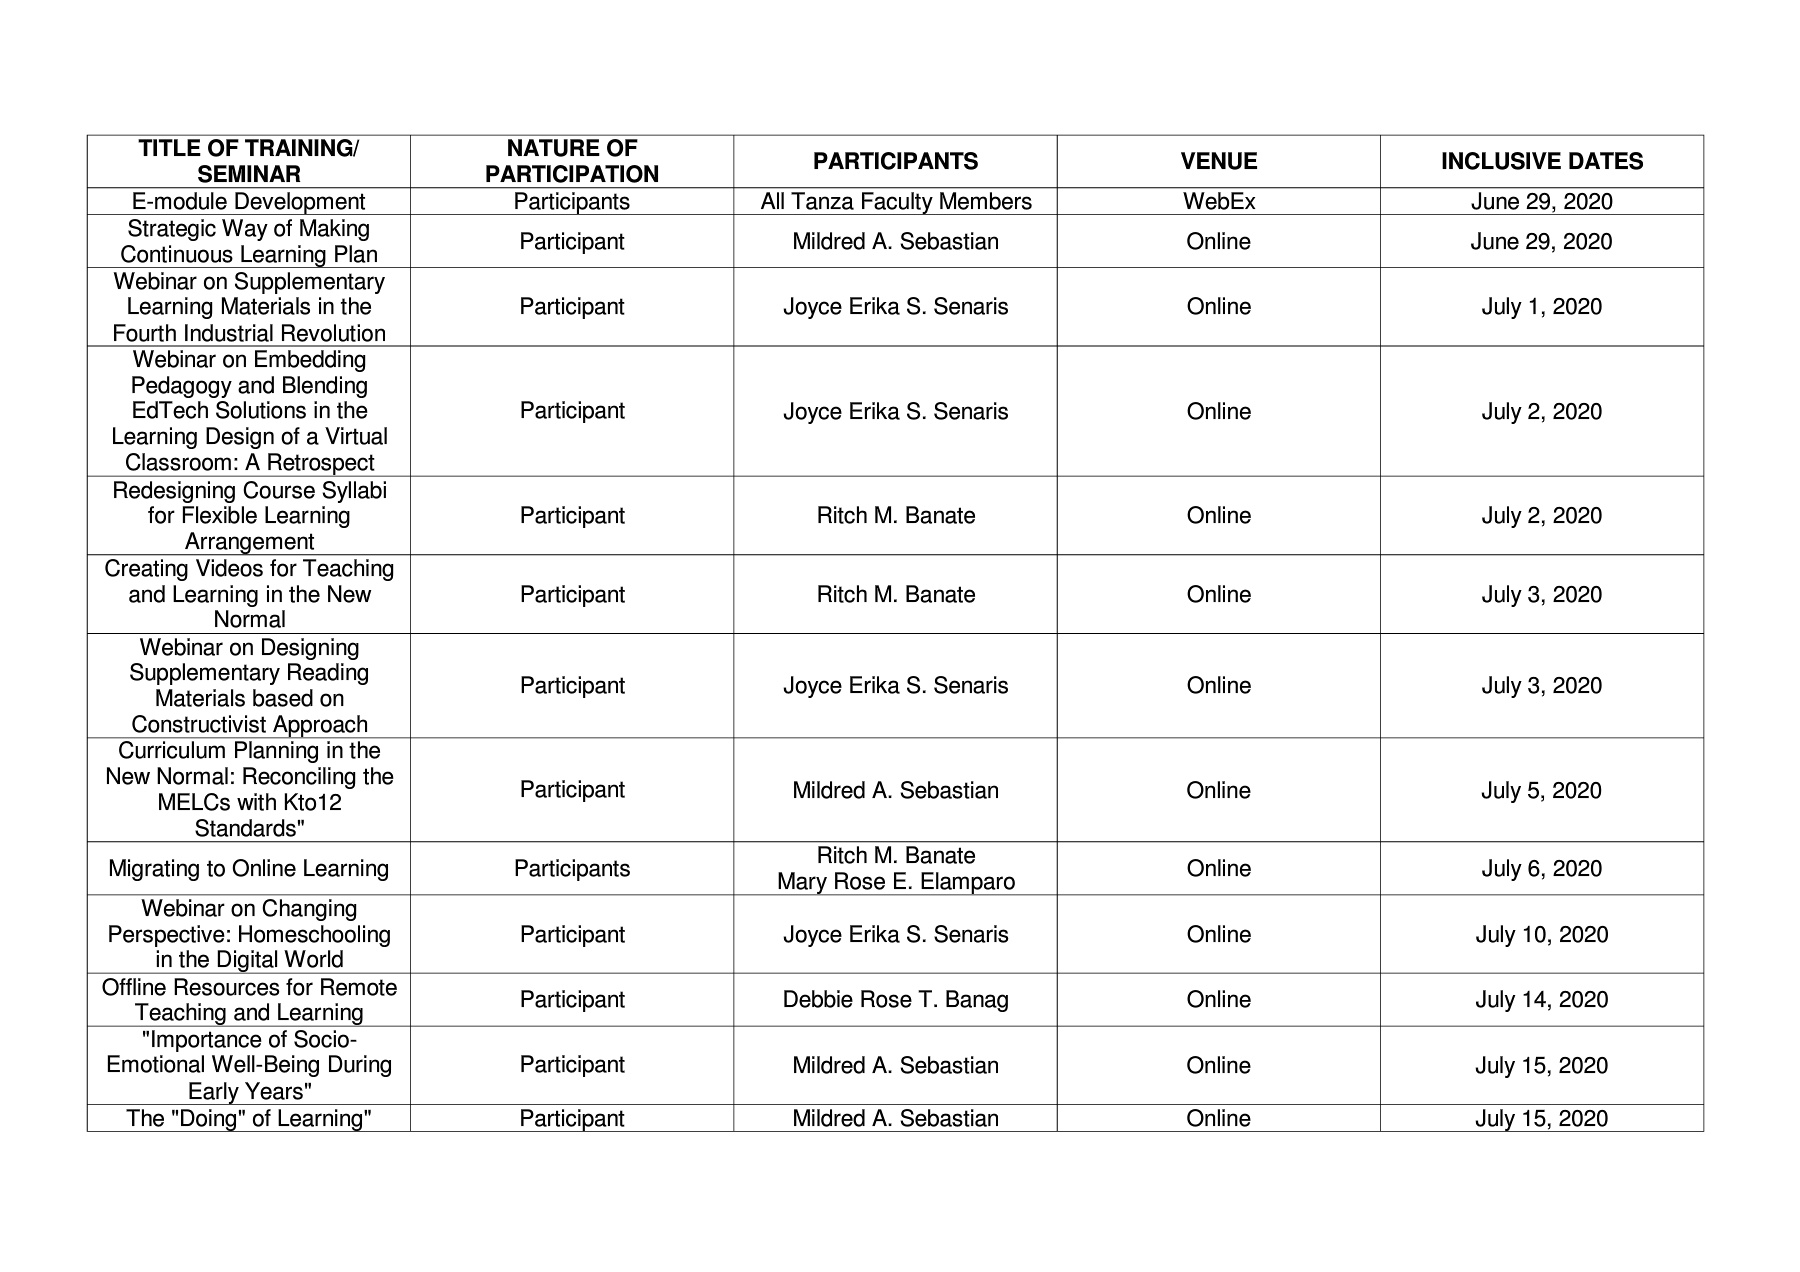 TITLE OF TRAINING/
SEMINAR
NATURE OF
PARTICIPATION
PARTICIPANTS
VENUE
INCLUSIVE DATES
E-module Development
Participants
All Tanza Faculty Members
WebEx
June 29, 2020
Strategic Way of Making
Continuous Learning Plan
Participant
Mildred A. Sebastian
Online
June 29, 2020
Webinar on Supplementary
Learning Materials in the
Fourth Industrial Revolution
Participant
Joyce Erika S. Senaris
Online
July 1, 2020
Webinar on Embedding
Pedagogy and Blending
EdTech Solutions in the
Learning Design of a Virtual
Classroom: A Retrospect
Participant
Joyce Erika S. Senaris
Online
July 2, 2020
Redesigning Course Syllabi
for Flexible Learning
Arrangement
Participant
Ritch M. Banate
Online
July 2, 2020
Creating Videos for Teaching
and Learning in the New
Normal
Participant
Ritch M. Banate
Online
July 3, 2020
Webinar on Designing
Supplementary Reading
Materials based on
Constructivist Approach
Participant
Joyce Erika S. Senaris
Online
July 3, 2020
Curriculum Planning in the
New Normal: Reconciling the
MELCs with Kto12
Standards"
Participant
Mildred A. Sebastian
Online
July 5, 2020
Migrating to Online Learning
Participants
Ritch M. Banate
Mary Rose E. Elamparo
Online
July 6, 2020
Webinar on Changing
Perspective: Homeschooling
in the Digital World
Participant
Joyce Erika S. Senaris
Online
July 10, 2020
Offline Resources for Remote
Teaching and Learning
Participant
Debbie Rose T. Banag
Online
July 14, 2020
"Importance of Socio-
Emotional Well-Being During
Early Years"
Participant
Mildred A. Sebastian
Online
July 15, 2020
The "Doing" of Learning"
Participant
Mildred A. Sebastian
Online
July 15, 2020